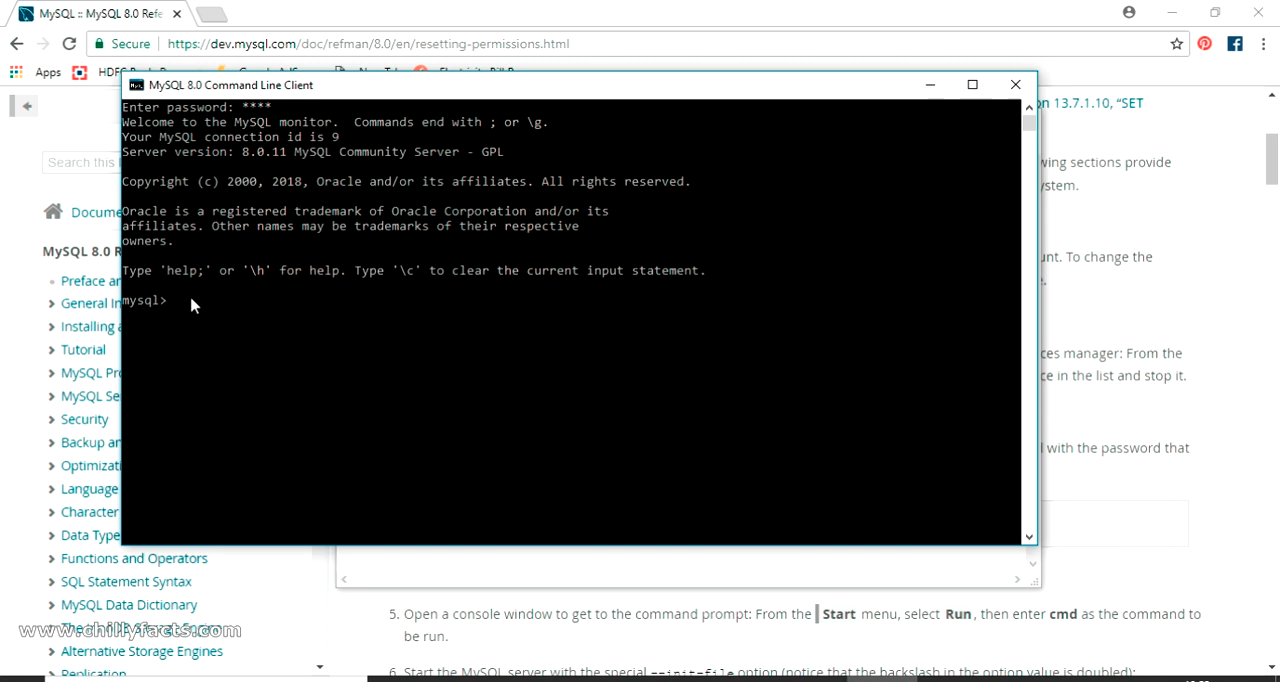 MySQL :: MySQL 8.0 Refe
Secure
https://dev.mysql.com/doc/refman/8.0/en/resetting-permissions.html
Apps
MySQL 8.0 Command Line Client
Enter password: ****
Welcome to the MySQL monitor.  Commands end with ; or \g.
Your MySQL connection id is 9
Server version: 8.0.11 MySQL Community Server - GPL
Copyright (c) 2000, 2018, Oracle and/or its affiliates. All rights reserved.
Oracle is a registered trademark of Oracle Corporation and/or its
affiliates. Other names may be trademarks of their respective
owners.
Type 'help;' or '\h' for help. Type '\c' to clear the current input statement.
mysql>
Search this
Docume
MySQL 8.0 R
Preface an
General In
Installing a
Tutorial
MySQL Pr
MySQL Se
Security
Backup an
Optimizati
Language
Character
Data Type
Functions and Operators
SQL Statement Syntax
MySQL Data Dictionary
www.chillyfacts.com
Alternative Storage Engines
Replication
on 13.7.1.10, “SET
wing sections provide
ystem.
unt. To change the
e.
ces manager: From the
ce in the list and stop it.
d with the password that
5. Open a console window to get to the command prompt: From the Start menu, select Run, then enter cmd as the command to
be run.
6. Start the MySQL server with the special --init-file option (notice that the backslash in the option value is doubled):